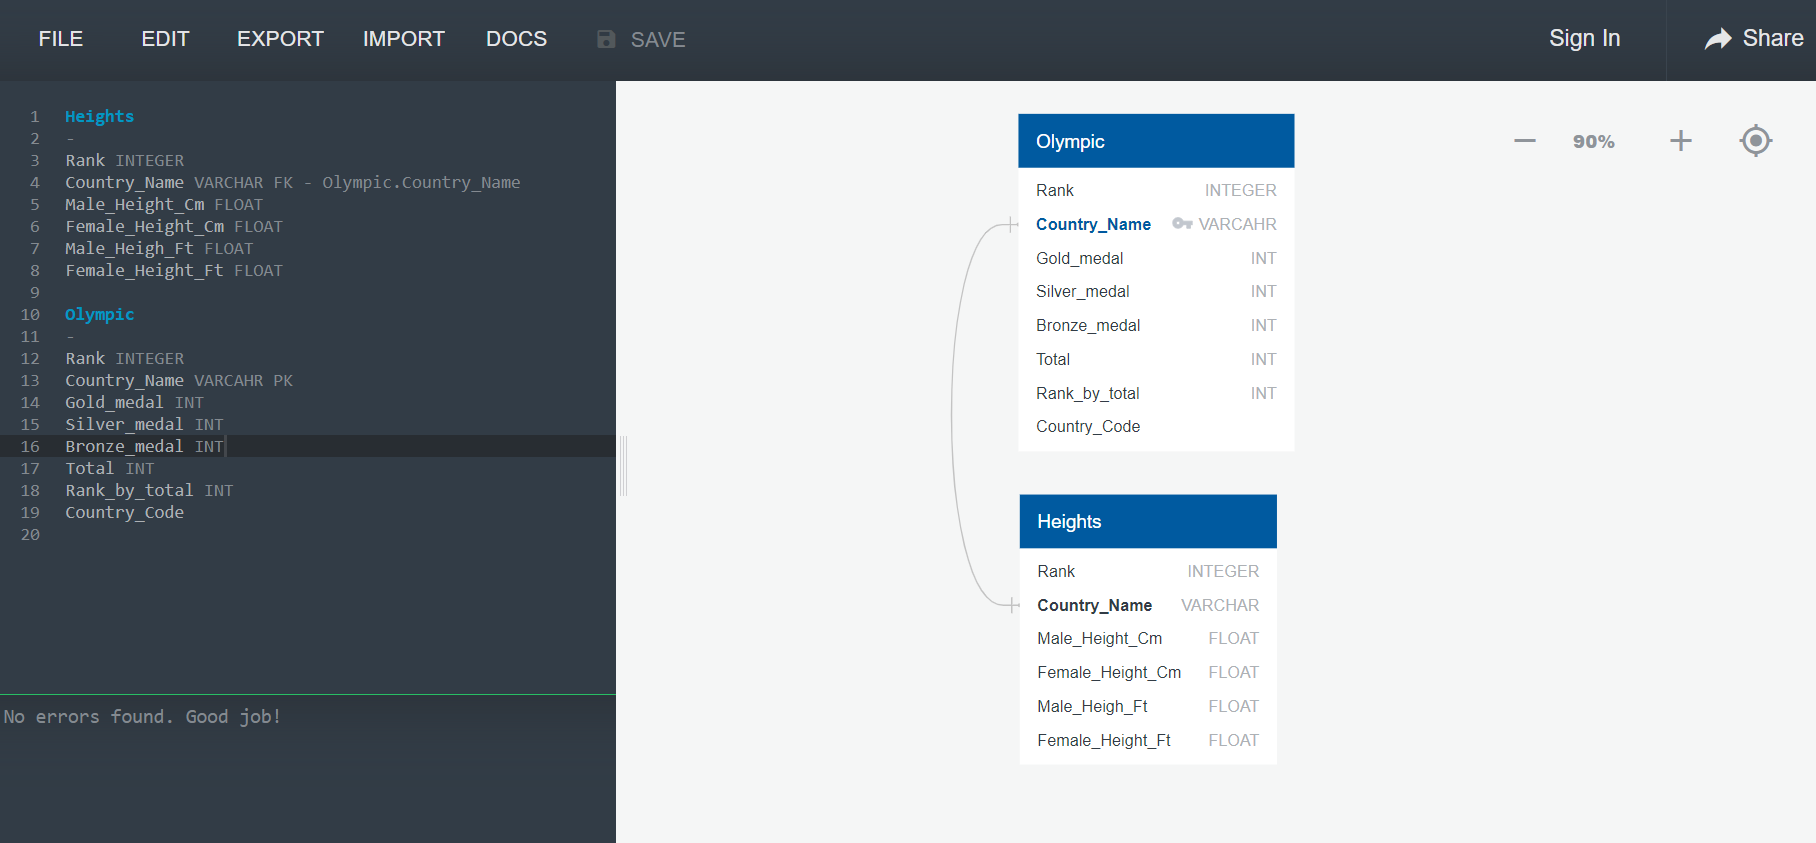 FILE EDIT EXPORT IMPORT DOCS SAVE Sign In Share
1 Heights
2 -
3 Rank INTEGER
4 Country_Name VARCHAR FK - Olympic.Country_Name
5 Male_Height_Cm FLOAT
6 Female_Height_Cm FLOAT
7 Male_Heigh_Ft FLOAT
8 Female_Height_Ft FLOAT
9
10 Olympic
11 -
12 Rank INTEGER
13 Country_Name VARCAHR PK
14 Gold_medal INT
15 Silver_medal INT
16 Bronze_medal INT
17 Total INT
18 Rank_by_total INT
19 Country_Code
20
No errors found. Good job!
90%
Olympic
Rank INTEGER
Country_Name VARCAHR
Gold_medal INT
Silver_medal INT
Bronze_medal INT
Total INT
Rank_by_total INT
Country_Code
Heights
Rank INTEGER
Country_Name VARCHAR
Male_Height_Cm FLOAT
Female_Height_Cm FLOAT
Male_Heigh_Ft FLOAT
Female_Height_Ft FLOAT